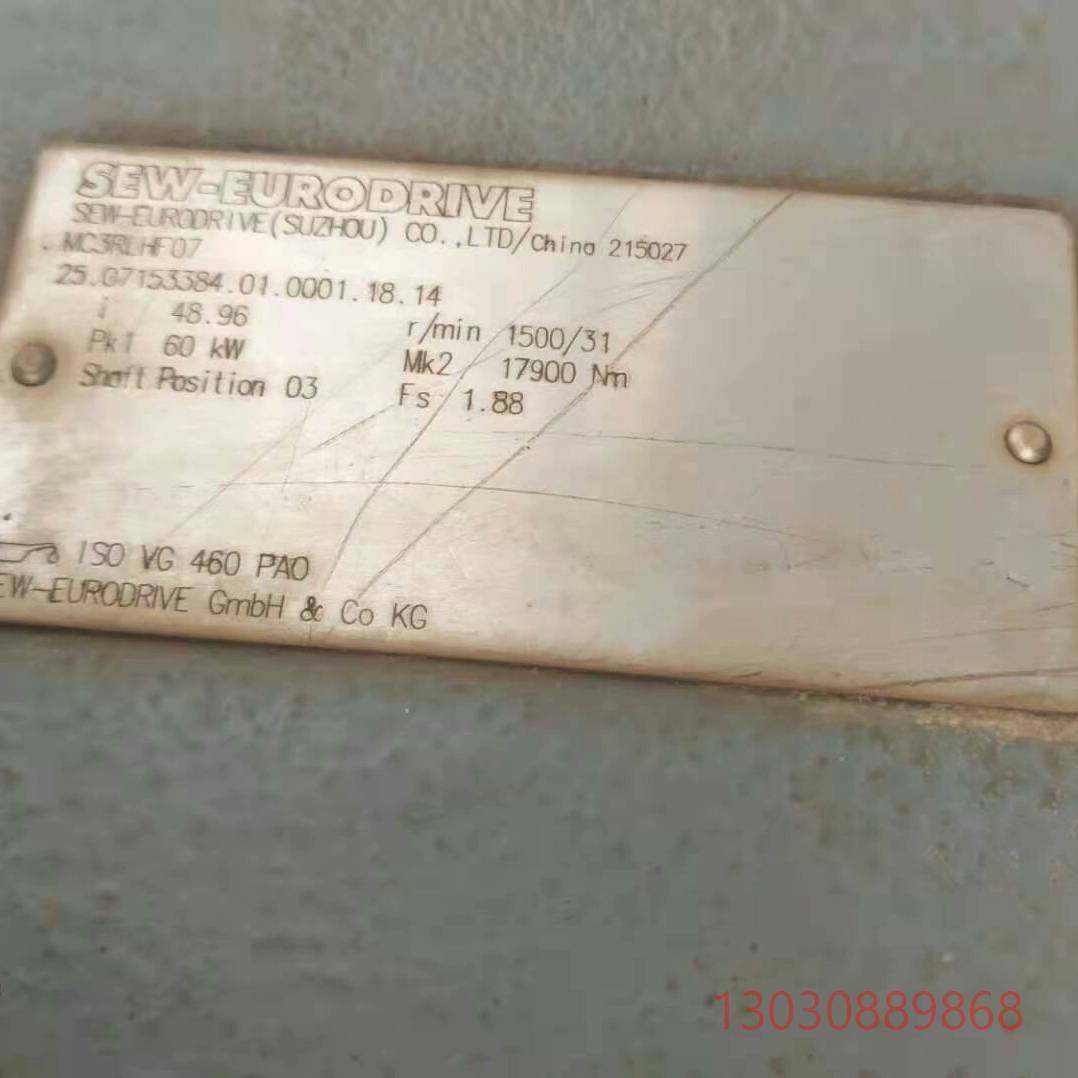 SEW-EURODRIVE
SEW-EURODRIVE(SUZHOU) CO.,LTD/China 215027
MC3RLHF07
25.07153384.01.0001.18.14
i 48.96 r/min 1500/31
Pk1 60 kW Mk2 17900 Nm
Shaft Position 03 Fs 1.88
ISO VG 460 PAO
EW-EURODRIVE GmbH & Co KG
13030889868